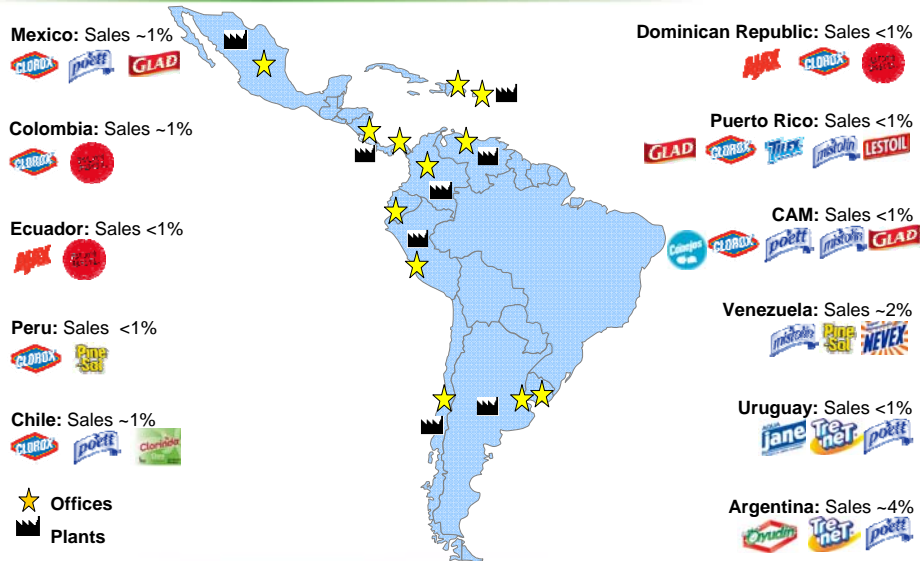 Mexico: Sales ~1%
CLOROX poett GLAD
Colombia: Sales ~1%
CLOROX
Ecuador: Sales <1%
AJAX
Peru: Sales <1%
CLOROX Pine-Sol
Chile: Sales ~1%
CLOROX poett Clorinda
Offices
Plants
Dominican Republic: Sales <1%
AJAX CLOROX
Puerto Rico: Sales <1%
GLAD CLOROX TILEX mistolin LESTOIL
CAM: Sales <1%
Conejos CLOROX poett mistolin GLAD
Venezuela: Sales ~2%
mistolin Pine-Sol NEVEX
Uruguay: Sales <1%
AGUA jane TreneT poett
Argentina: Sales ~4%
Ayudin TreneT poett